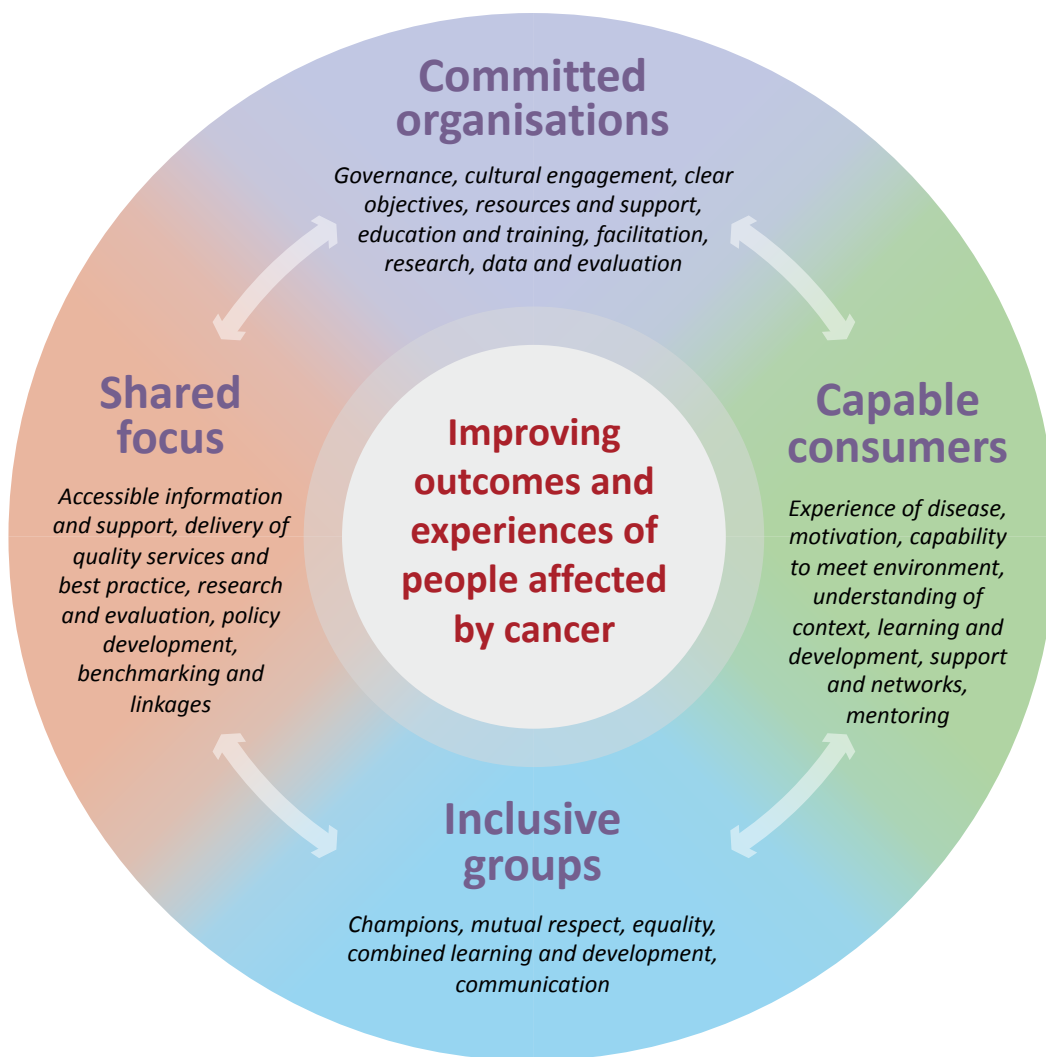 Committed
organisations
Governance, cultural engagement, clear
objectives, resources and support,
education and training, facilitation,
research, data and evaluation
Shared
focus
Accessible information
and support, delivery of
quality services and
best practice, research
and evaluation, policy
development,
benchmarking and
linkages
Improving
outcomes and
experiences of
people affected
by cancer
Capable
consumers
Experience of disease,
motivation, capability
to meet environment,
understanding of
context, learning and
development, support
and networks,
mentoring
Inclusive
groups
Champions, mutual respect, equality,
combined learning and development,
communication